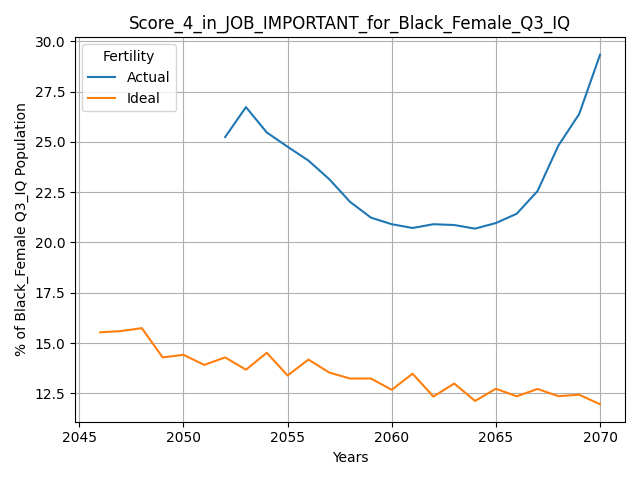 Score_4_in_JOB_IMPORTANT_for_Black_Female_Q3_IQ
30.0
27.5
25.0
22.5
20.0
17.5
15.0
12.5
% of Black_Female Q3_IQ Population
Fertility
Actual
Ideal
2045
2050
2055
2060
2065
2070
Years